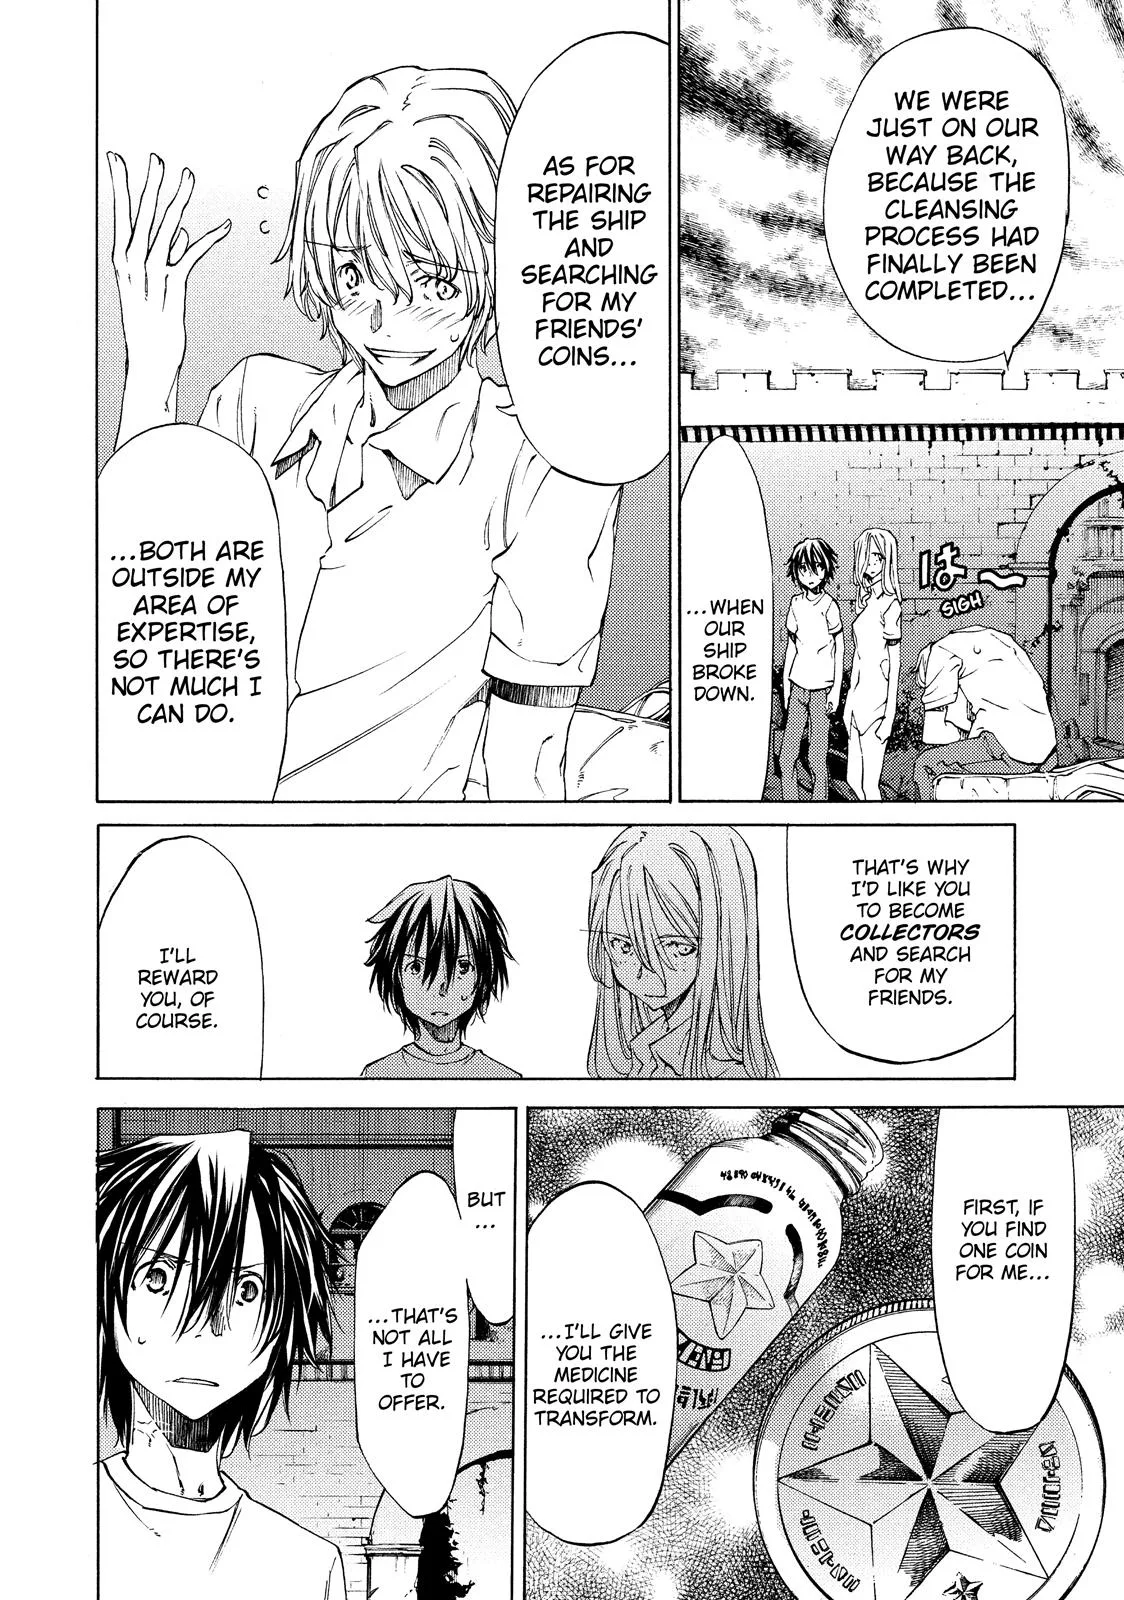 WE WERE
JUST ON OUR
WAY BACK,
BECAUSE THE
CLEANSING
PROCESS HAD
FINALLY BEEN
COMPLETED...
...WHEN
OUR
SHIP
BROKE
DOWN.
は〜
SIGH
AS FOR
REPAIRING
THE SHIP
AND
SEARCHING
FOR MY
FRIENDS'
COINS...
...BOTH ARE
OUTSIDE MY
AREA OF
EXPERTISE,
SO THERE'S
NOT MUCH I
CAN DO.
THAT'S WHY
I'D LIKE YOU
TO BECOME
COLLECTORS
AND SEARCH
FOR MY
FRIENDS.
I'LL
REWARD
YOU, OF
COURSE.
FIRST, IF
YOU FIND
ONE COIN
FOR ME...
...I'LL GIVE
YOU THE
MEDICINE
REQUIRED TO
TRANSFORM.
BUT
...
...THAT'S
NOT ALL
I HAVE
TO
OFFER.